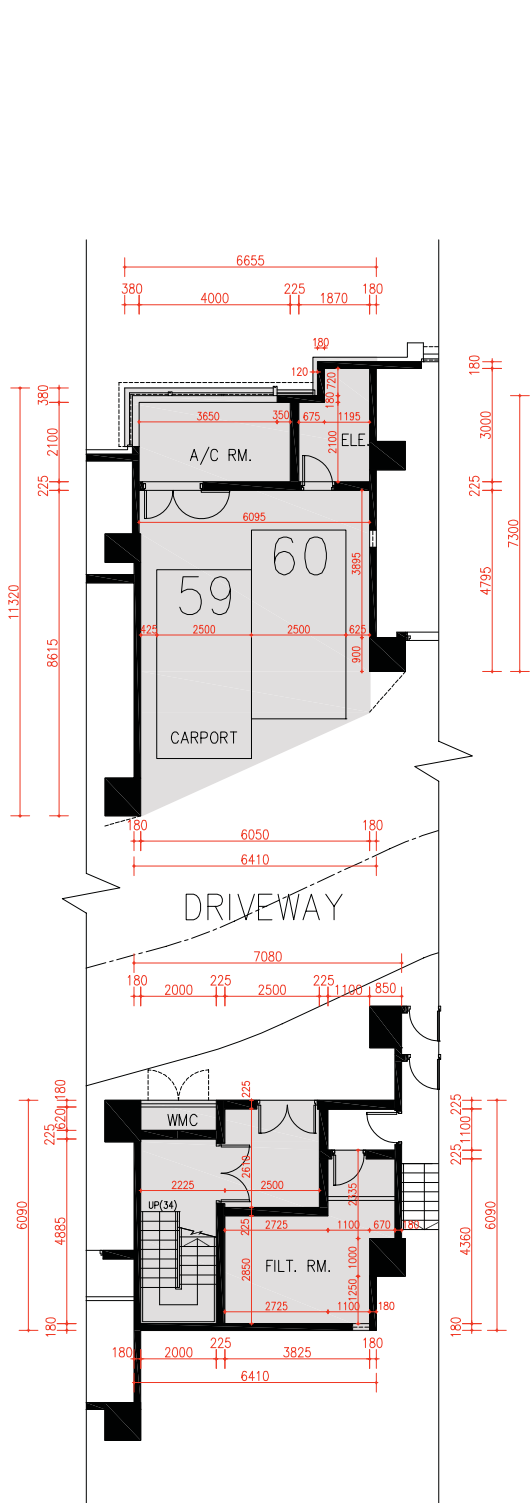 6655
380 4000 225 1870 180
180
120 720
180
380 2100 225
3650 350 675 1195
2100
A/C RM. ELE.
180 3000 225
6095
60
59
3895
425 2500 2500 625
900
CARPORT
11320
8615
4795
7300
180 6050 180
6410
DRIVEWAY
7080
180 2000 225 2500 225 1100 850
180 620 225
225
WMC
225 1100 225
2610
2335
2225 2500
UP(34)
225 2725 1100 670 180
6090
4885
180
2850
FILT. RM.
1000
1250
4360
6090
180
2725 1100 180
225
180 2000 3825 180
6410